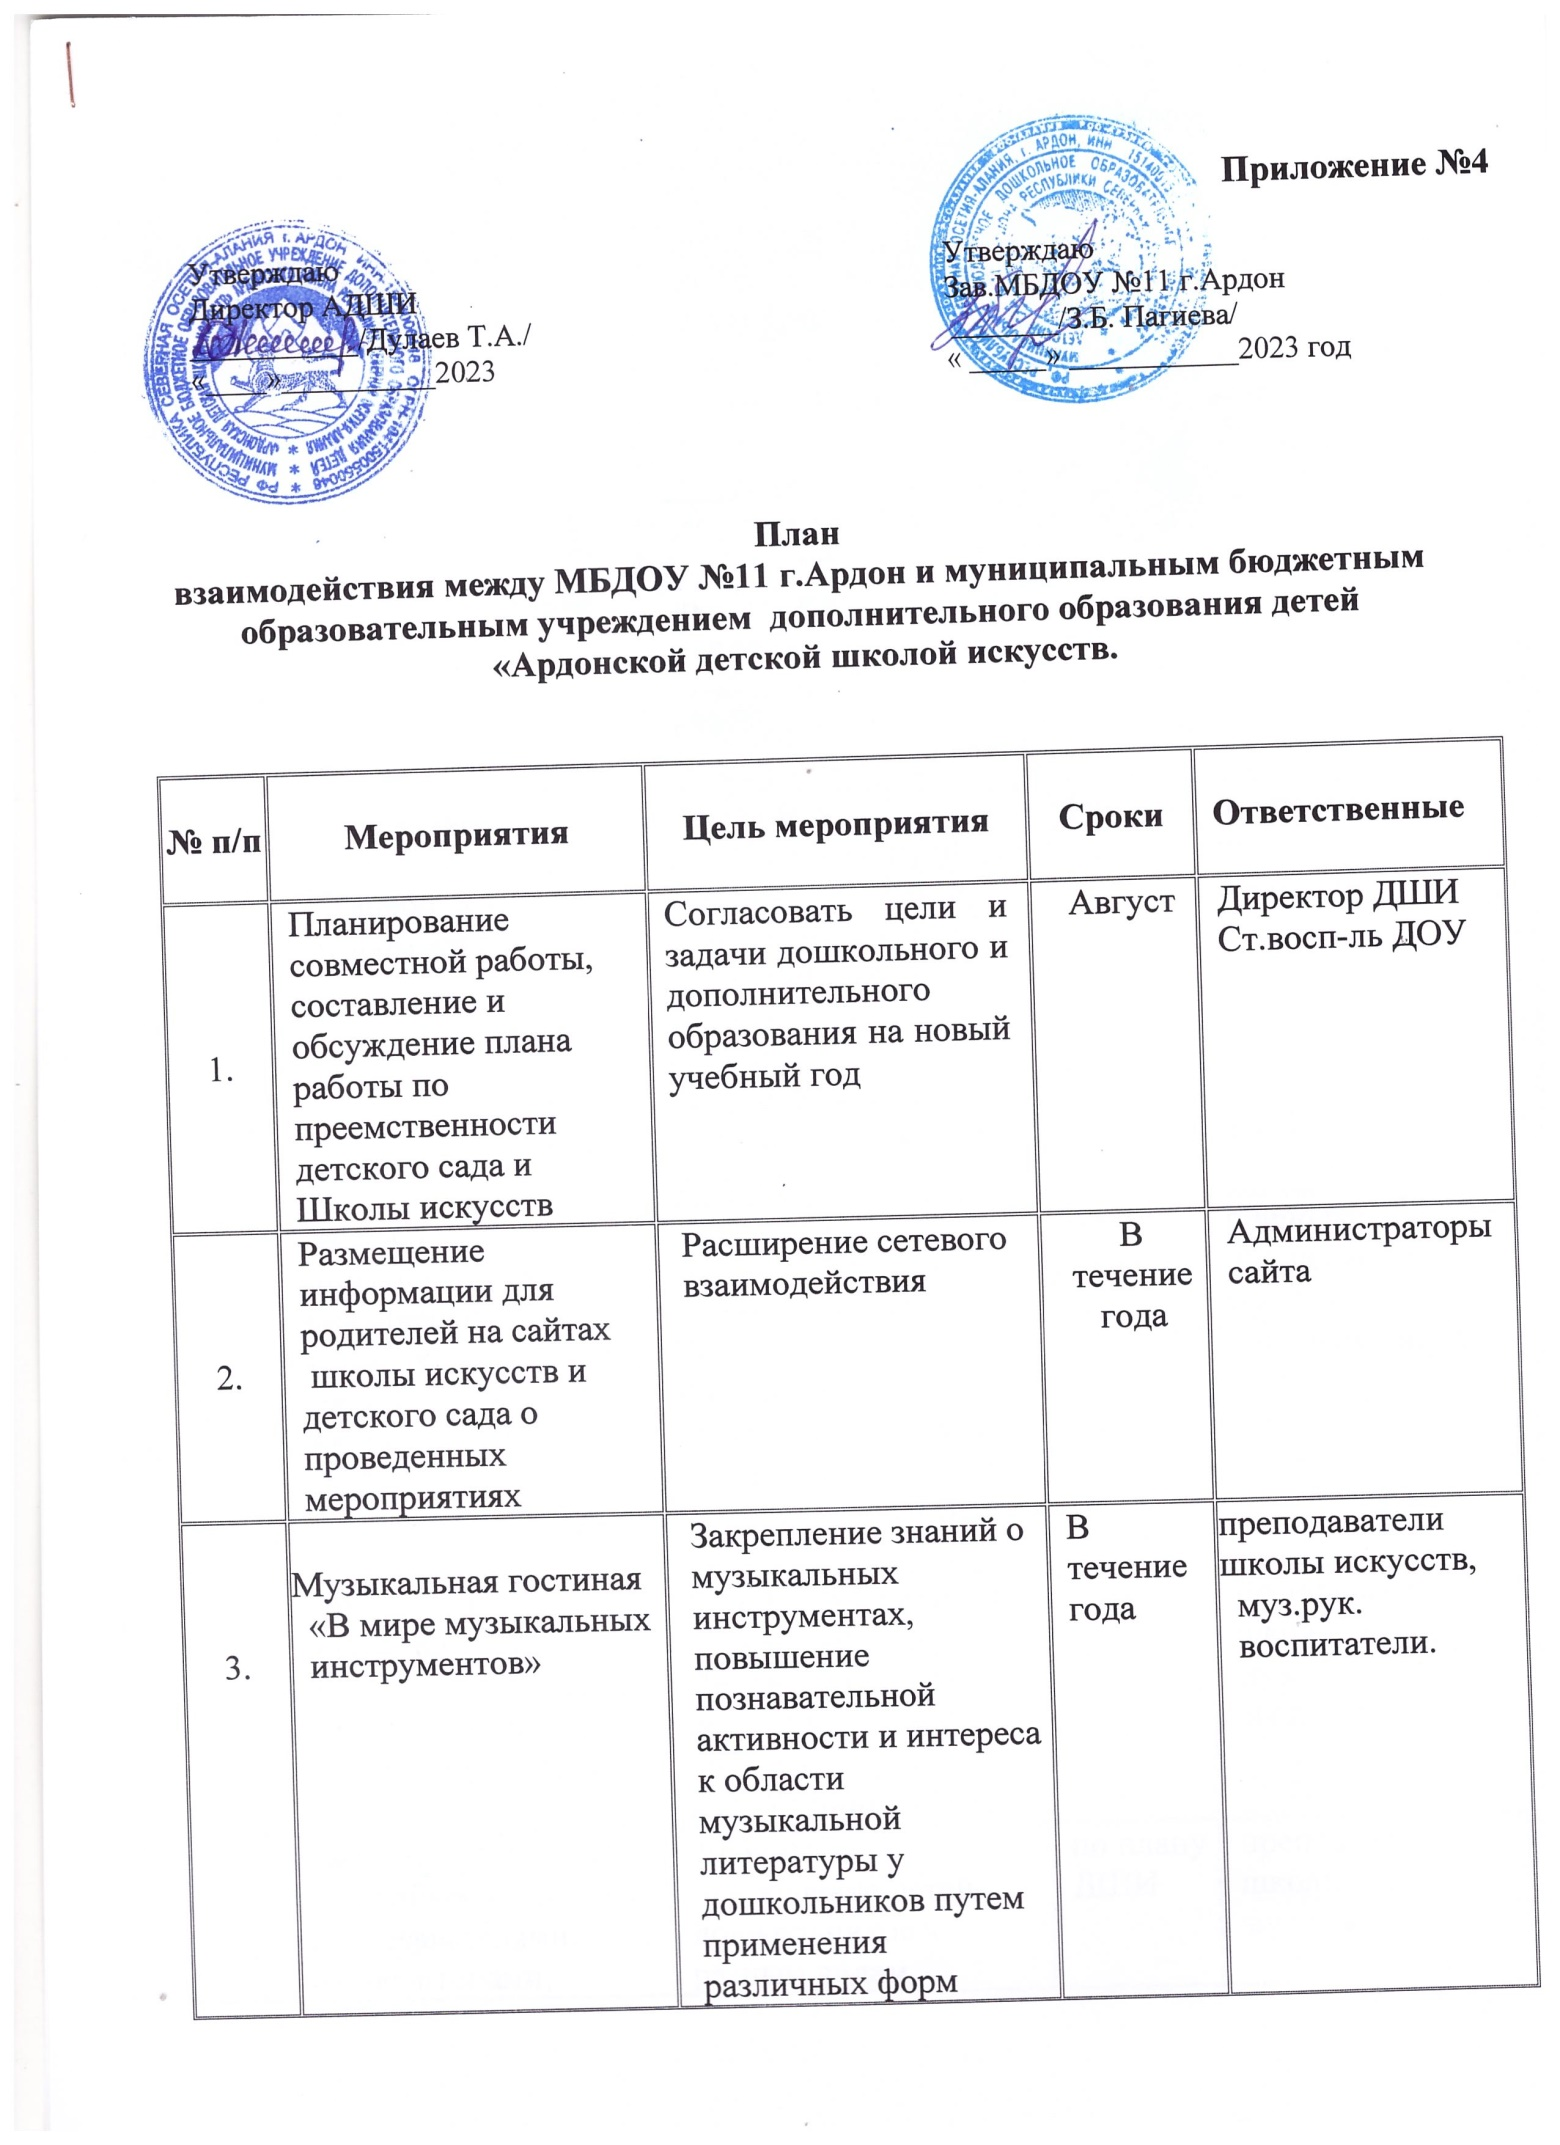 Приложение №4
Утверждаю
Директор АДШИ
/Дулаев Т.А./
«____» __________2023
Утверждаю
Зав.МБДОУ №11 г.Ардон
_______/З.Б. Пагиева/
« _____» ___________2023 год
План
взаимодействия между МБДОУ №11 г.Ардон и муниципальным бюджетным
образовательным учреждением дополнительного образования детей
«Ардонской детской школой искусств.
№ п/п
Мероприятия
Цель мероприятия
Сроки
Ответственные
1.
Планирование
совместной работы,
составление и
обсуждение плана
работы по
преемственности
детского сада и
Школы искусств
Согласовать цели и
задачи дошкольного и
дополнительного
образования на новый
учебный год
Август
Директор ДШИ
Ст.восп-ль ДОУ
2.
Размещение
информации для
родителей на сайтах
школы искусств и
детского сада о
проведенных
мероприятиях
Расширение сетевого
взаимодействия
В
течение
года
Администраторы
сайта
3.
Музыкальная гостиная
«В мире музыкальных
инструментов»
Закрепление знаний о
музыкальных
инструментах,
повышение
познавательной
активности и интереса
к области
музыкальной
литературы у
дошкольников путем
применения
различных форм
В
течение
года
преподаватели
школы искусств,
муз.рук.
воспитатели.